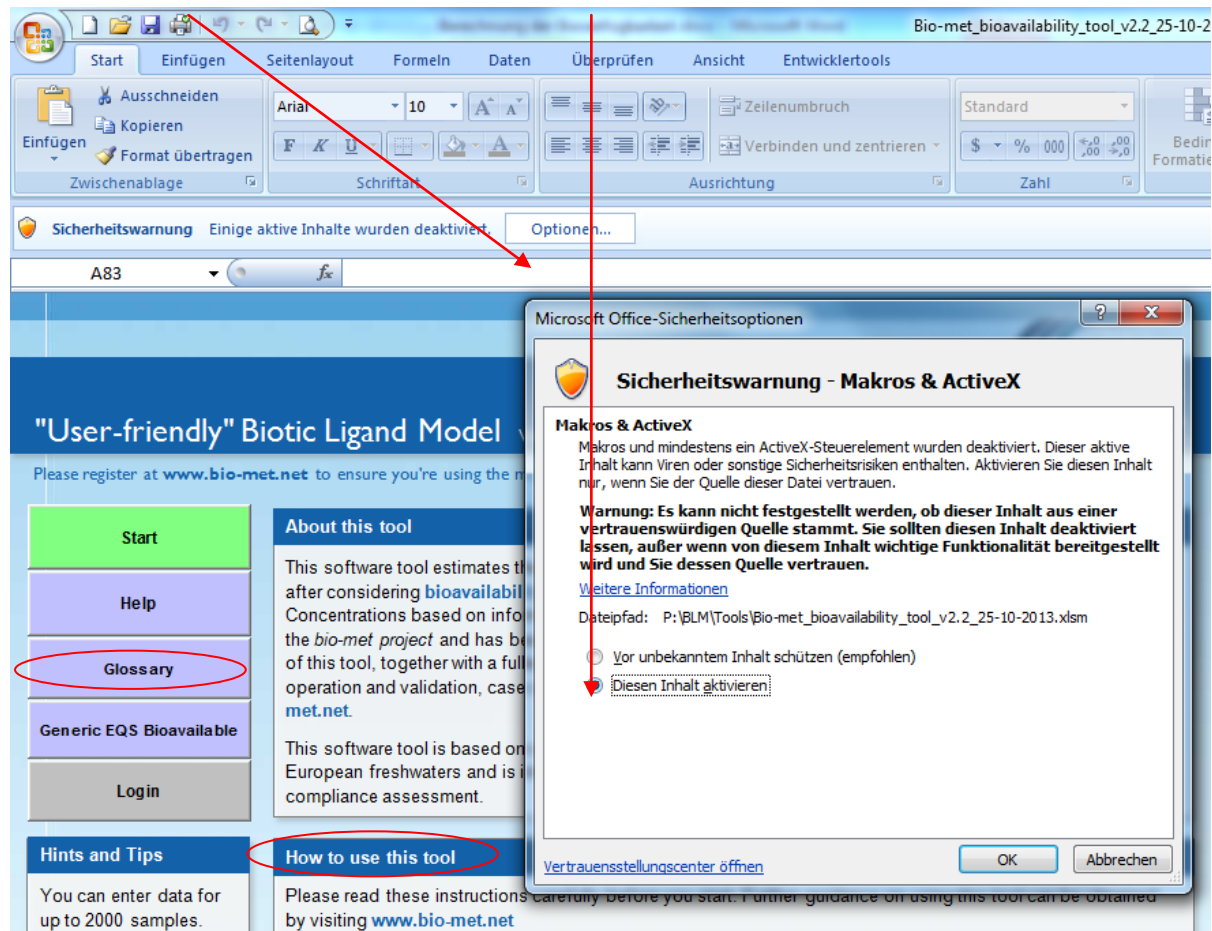 Bio-met_bioavailability_tool_v2.2_25-10-2
Start Einfügen Seitenlayout Formeln Daten Überprüfen Ansicht Entwicklertools
Ausschneiden
Kopieren
Format übertragen
Einfügen
Zwischenablage
Arial 10 A A
F K U A
Schriftart
Zeilenumbruch
Verbinden und zentrieren
Ausrichtung
Standard
$ % 000
Zahl
Bedin
Formatie
Sicherheitswarnung Einige aktive Inhalte wurden deaktiviert. Optionen...
A83 fx
"User-friendly" Biotic Ligand Model
Please register at www.bio-met.net to ensure you're using the
Start
Help
Glossary
Generic EQS Bioavailable
Login
About this tool
This software tool estimates
after considering bioavailabil
Concentrations based on info
the bio-met project and has be
of this tool, together with a full
operation and validation, case
met.net.
This software tool is based on
European freshwaters and is
compliance assessment.
Hints and Tips
You can enter data for
up to 2000 samples.
How to use this tool
Please read these instructions carefully before you start. Further guidance on using this tool can be obtained
by visiting www.bio-met.net
Microsoft Office-Sicherheitsoptionen
Sicherheitswarnung - Makros & ActiveX
Makros & ActiveX
Makros und mindestens ein ActiveX-Steuerelement wurden deaktiviert. Dieser aktive
Inhalt kann Viren oder sonstige Sicherheitsrisiken enthalten. Aktivieren Sie diesen Inhalt
nur, wenn Sie der Quelle dieser Datei vertrauen.
Warnung: Es kann nicht festgestellt werden, ob dieser Inhalt aus einer
vertrauenswürdigen Quelle stammt. Sie sollten diesen Inhalt deaktiviert
lassen, außer wenn von diesem Inhalt wichtige Funktionalität bereitgestellt
wird und Sie dessen Quelle vertrauen.
Weitere Informationen
Dateipfad: P:\BLM\Tools\Bio-met_bioavailability_tool_v2.2_25-10-2013.xlsm
Vor unbekanntem Inhalt schützen (empfohlen)
Diesen Inhalt aktivieren
Vertrauensstellungscenter öffnen
OK Abbrechen